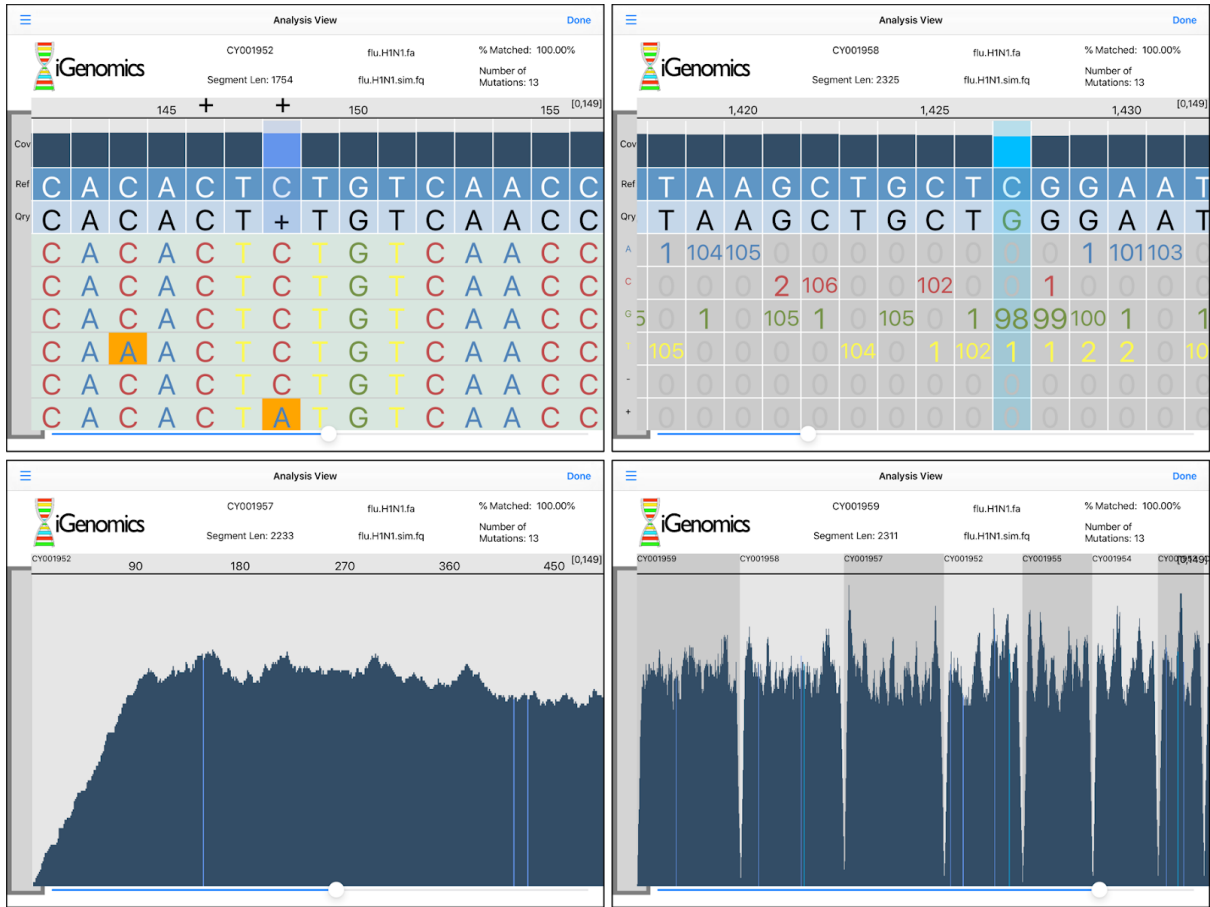 Analysis View Done
iGenomics
CY001952 flu.H1N1.fa % Matched: 100.00%
Segment Len: 1754 flu.H1N1.sim.fq Number of Mutations: 13
145 + + 150 155 [0,149]
Cov
Ref C A C A C T C T G T C A A C C
Qry C A C A C T + T G T C A A C C
C A C A C T C T G T C A A C C
C A C A C T C T G T C A A C C
C A C A C T C T G T C A A C C
C A A A C T C T G T C A A C C
C A C A C T C T G T C A A C C
C A C A C T A T G T C A A C C
Analysis View Done
iGenomics
CY001958 flu.H1N1.fa % Matched: 100.00%
Segment Len: 2325 flu.H1N1.sim.fq Number of Mutations: 13
1,420 1,425 1,430 [0,149]
Cov
Ref T A A G C T G C T C G G A A T
Qry T A A G C T G C T G G G A A T
A 1 104 105 0 0 0 0 0 0 0 0 1 101 103 0
C 0 0 0 2 106 0 0 102 0 0 1 0 0 0 0
G 5 0 1 0 105 1 0 105 0 1 98 99 100 1 0 1
T 105 0 0 0 0 104 0 1 102 1 1 2 2 0 10
- 0 0 0 0 0 0 0 0 0 0 0 0 0 0 0
+ 0 0 0 0 0 0 0 0 0 0 0 0 0 0 0
Analysis View Done
iGenomics
CY001957 flu.H1N1.fa % Matched: 100.00%
Segment Len: 2233 flu.H1N1.sim.fq Number of Mutations: 13
CY001952 90 180 270 360 450 [0,149]
Analysis View Done
iGenomics
CY001959 flu.H1N1.fa % Matched: 100.00%
Segment Len: 2311 flu.H1N1.sim.fq Number of Mutations: 13
CY001959 CY001958 CY001957 CY001952 CY001955 CY001954 [0,149]